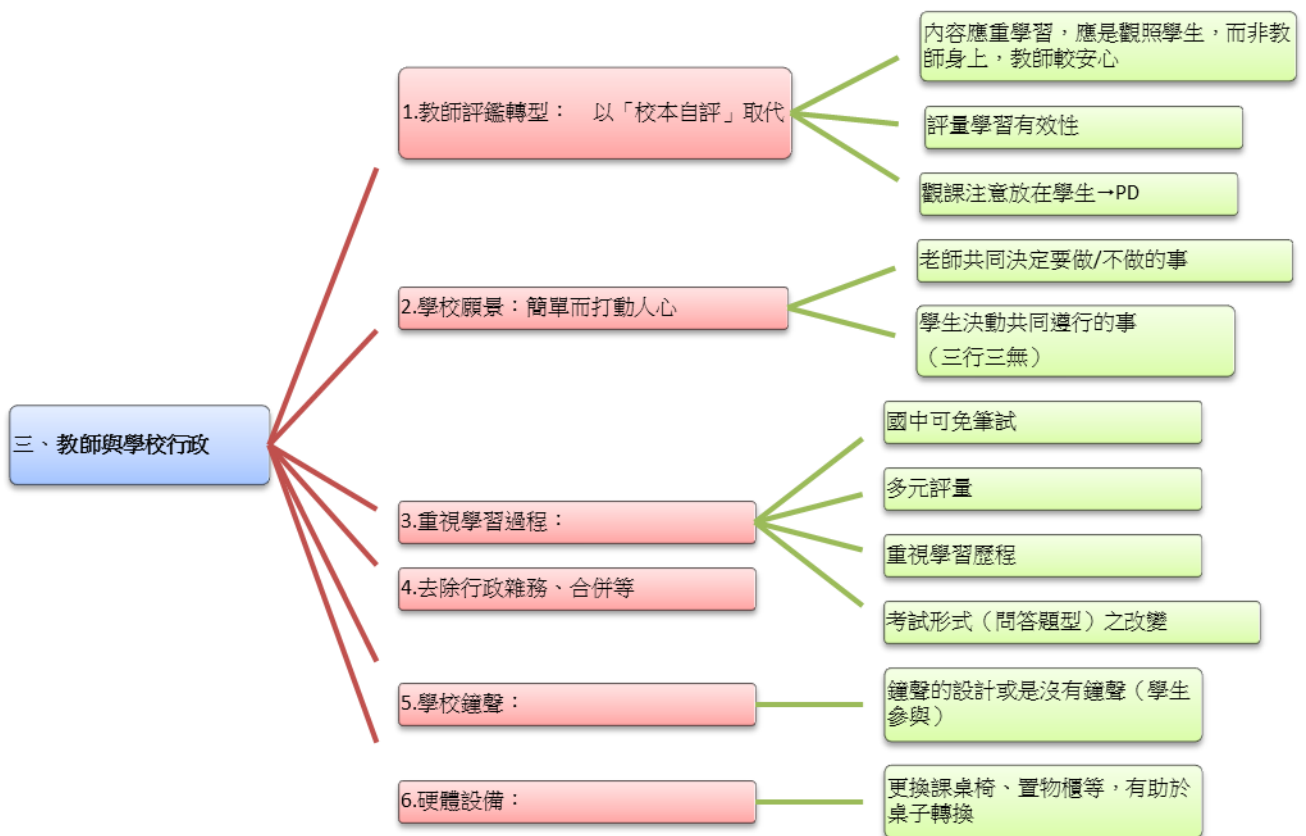 三、教師與學校行政
1.教師評鑑轉型：　以「校本自評」取代
內容應重學習，應是觀照學生，而非教
師身上，教師較安心
評量學習有效性
觀課注意放在學生→PD
2.學校願景：簡單而打動人心
老師共同決定要做/不做的事
學生決動共同遵行的事
（三行三無）
3.重視學習過程：
國中可免筆試
多元評量
重視學習歷程
考試形式（問答題型）之改變
4.去除行政雜務、合併等
5.學校鐘聲：
鐘聲的設計或是沒有鐘聲（學生
參與）
6.硬體設備：
更換課桌椅、置物櫃等，有助於
桌子轉換